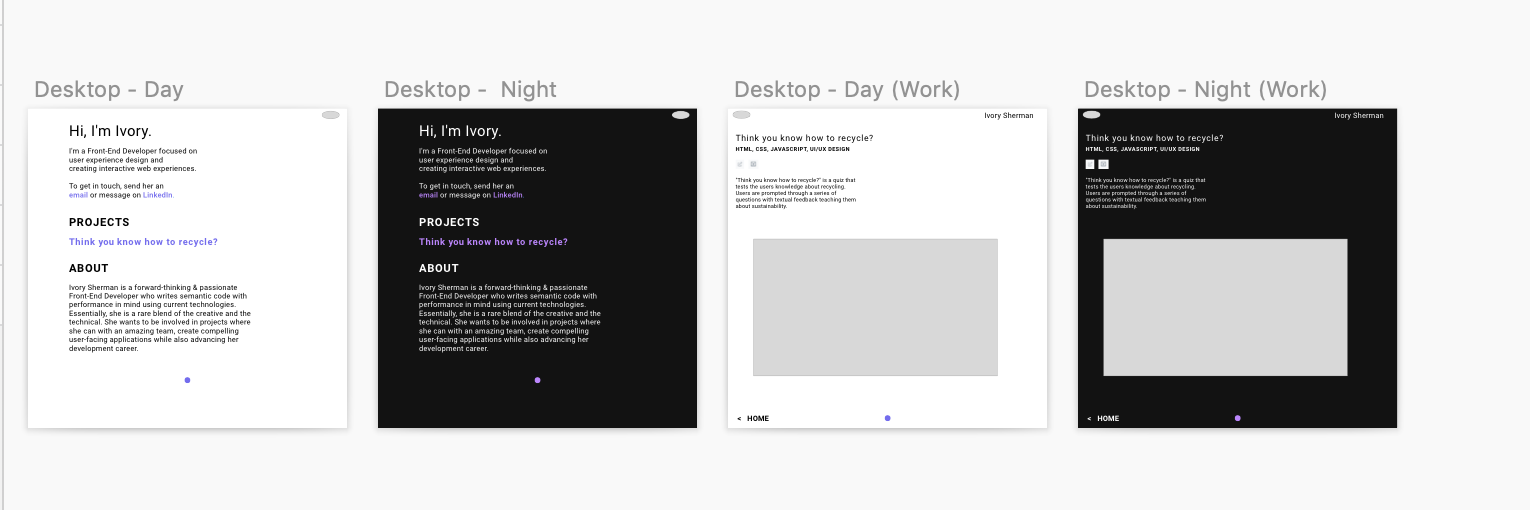 Desktop - Day
Hi, I'm Ivory.
I'm a Front-End Developer focused on
user experience design and
creating interactive web experiences.
To get in touch, send her an
email or message on LinkedIn.
PROJECTS
Think you know how to recycle?
ABOUT
Ivory Sherman is a forward-thinking & passionate
Front-End Developer who writes semantic code with
performance in mind using current technologies.
Essentially, she is a rare blend of the creative and the
technical. She wants to be involved in projects where
she can with an amazing team, create compelling
user-facing applications while also advancing her
development career.
Desktop - Night
Hi, I'm Ivory.
I'm a Front-End Developer focused on
user experience design and
creating interactive web experiences.
To get in touch, send her an
email or message on LinkedIn.
PROJECTS
Think you know how to recycle?
ABOUT
Ivory Sherman is a forward-thinking & passionate
Front-End Developer who writes semantic code with
performance in mind using current technologies.
Essentially, she is a rare blend of the creative and the
technical. She wants to be involved in projects where
she can with an amazing team, create compelling
user-facing applications while also advancing her
development career.
Desktop - Day (Work)
Ivory Sherman
Think you know how to recycle?
HTML, CSS, JAVASCRIPT, UI/UX DESIGN
"Think you know how to recycle?" is a quiz that
tests the users knowledge about recycling.
Users are prompted through a series of
questions with textual feedback teaching them
about sustainability.
< HOME
Desktop - Night (Work)
Ivory Sherman
Think you know how to recycle?
HTML, CSS, JAVASCRIPT, UI/UX DESIGN
"Think you know how to recycle?" is a quiz that
tests the users knowledge about recycling.
Users are prompted through a series of
questions with textual feedback teaching them
about sustainability.
< HOME